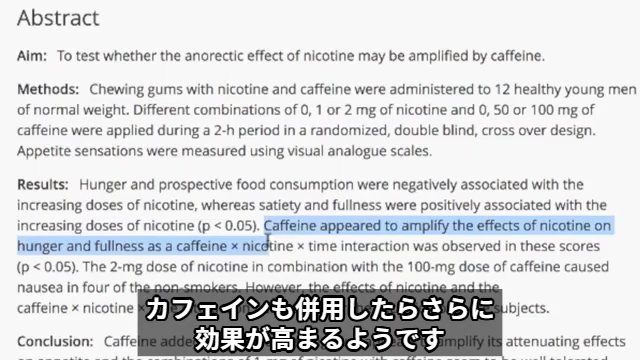 Abstract
Aim: To test whether the anorectic effect of nicotine may be amplified by caffeine.
Methods: Chewing gums with nicotine and caffeine were administered to 12 healthy young men
of normal weight. Different combinations of 0, 1 or 2 mg of nicotine and 0, 50 or 100 mg of
caffeine were applied during a 2-h period in a randomized, double blind, cross over design.
Appetite sensations were measured using visual analogue scales.
Results: Hunger and prospective food consumption were negatively associated with the
increasing doses of nicotine, whereas satiety and fullness were positively associated with the
increasing doses of nicotine (p < 0.05). Caffeine appeared to amplify the effects of nicotine on
hunger and fullness as a caffeine × nicotine × time interaction was observed in these scores
(p < 0.05). The 2-mg dose of nicotine in combination with the 100-mg dose of caffeine caused
nausea in four of the non-smokers. However, the effects of nicotine and the
caffeine × nicotine × subjects.
カフェインも併用したらさらに
効果が高まるようです
Conclusion: Caffeine added its attenuating effects